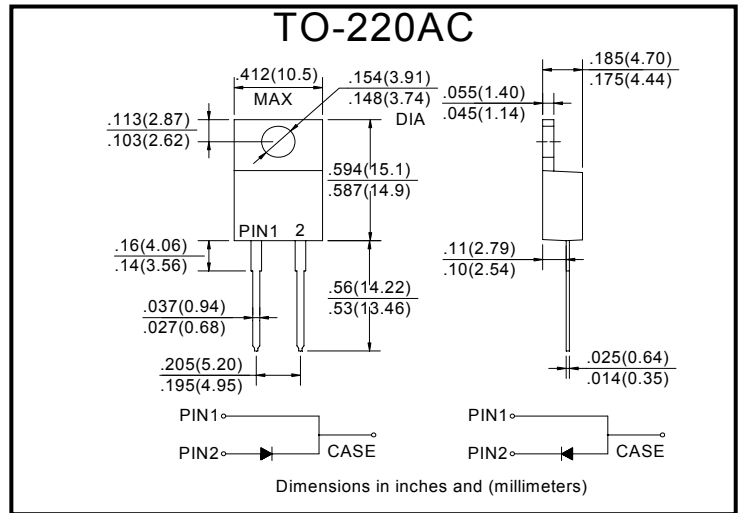 TO-220AC
.412(10.5)
MAX
.154(3.91)
.148(3.74)
DIA
.185(4.70)
.175(4.44)
.055(1.40)
.045(1.14)
.113(2.87)
.103(2.62)
.594(15.1)
.587(14.9)
PIN1 2
.16(4.06)
.14(3.56)
.11(2.79)
.10(2.54)
.56(14.22)
.53(13.46)
.037(0.94)
.027(0.68)
.205(5.20)
.195(4.95)
.025(0.64)
.014(0.35)
PIN1
PIN2
CASE
PIN1
PIN2
CASE
Dimensions in inches and (millimeters)